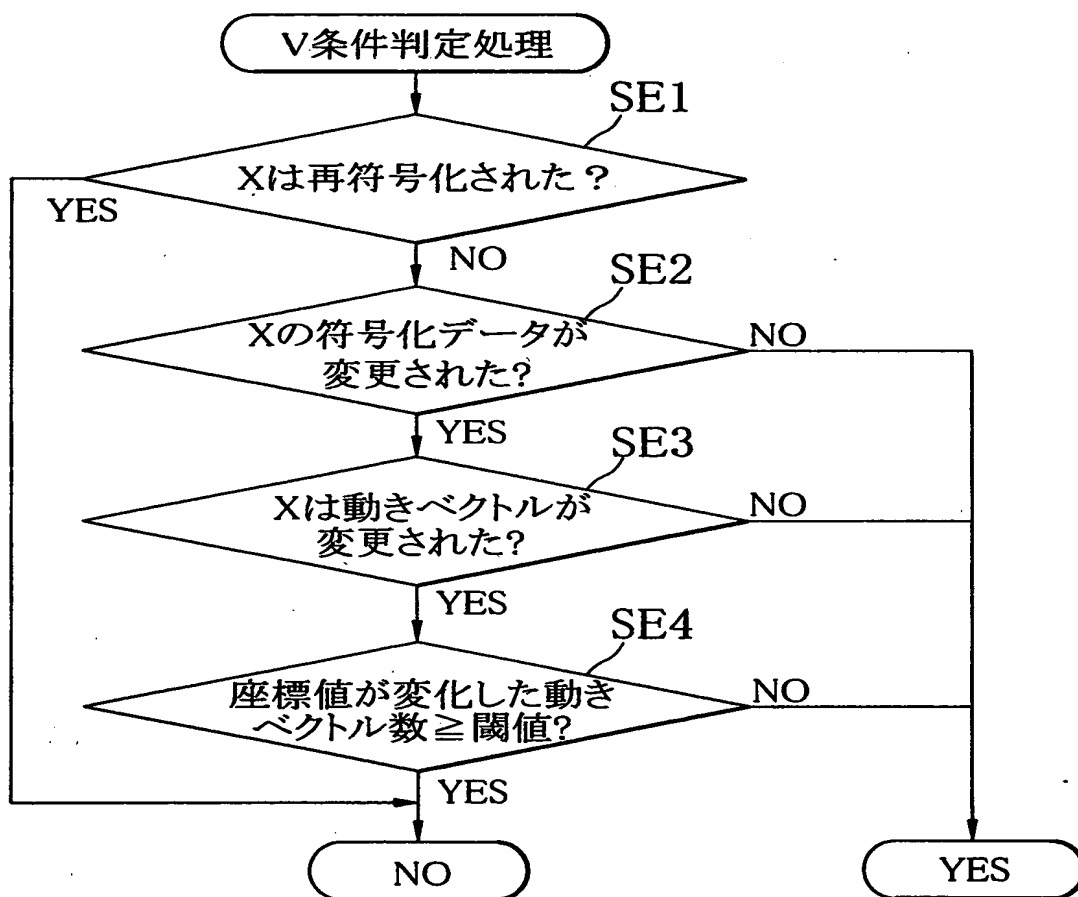 V条件判定処理
SE1
Xは再符号化された?
YES
NO
SE2
Xの符号化データが
変更された?
NO
YES
SE3
Xは動きベクトルが
変更された?
NO
YES
SE4
座標値が変化した動き
ベクトル数≧閾値?
NO
YES
NO
YES